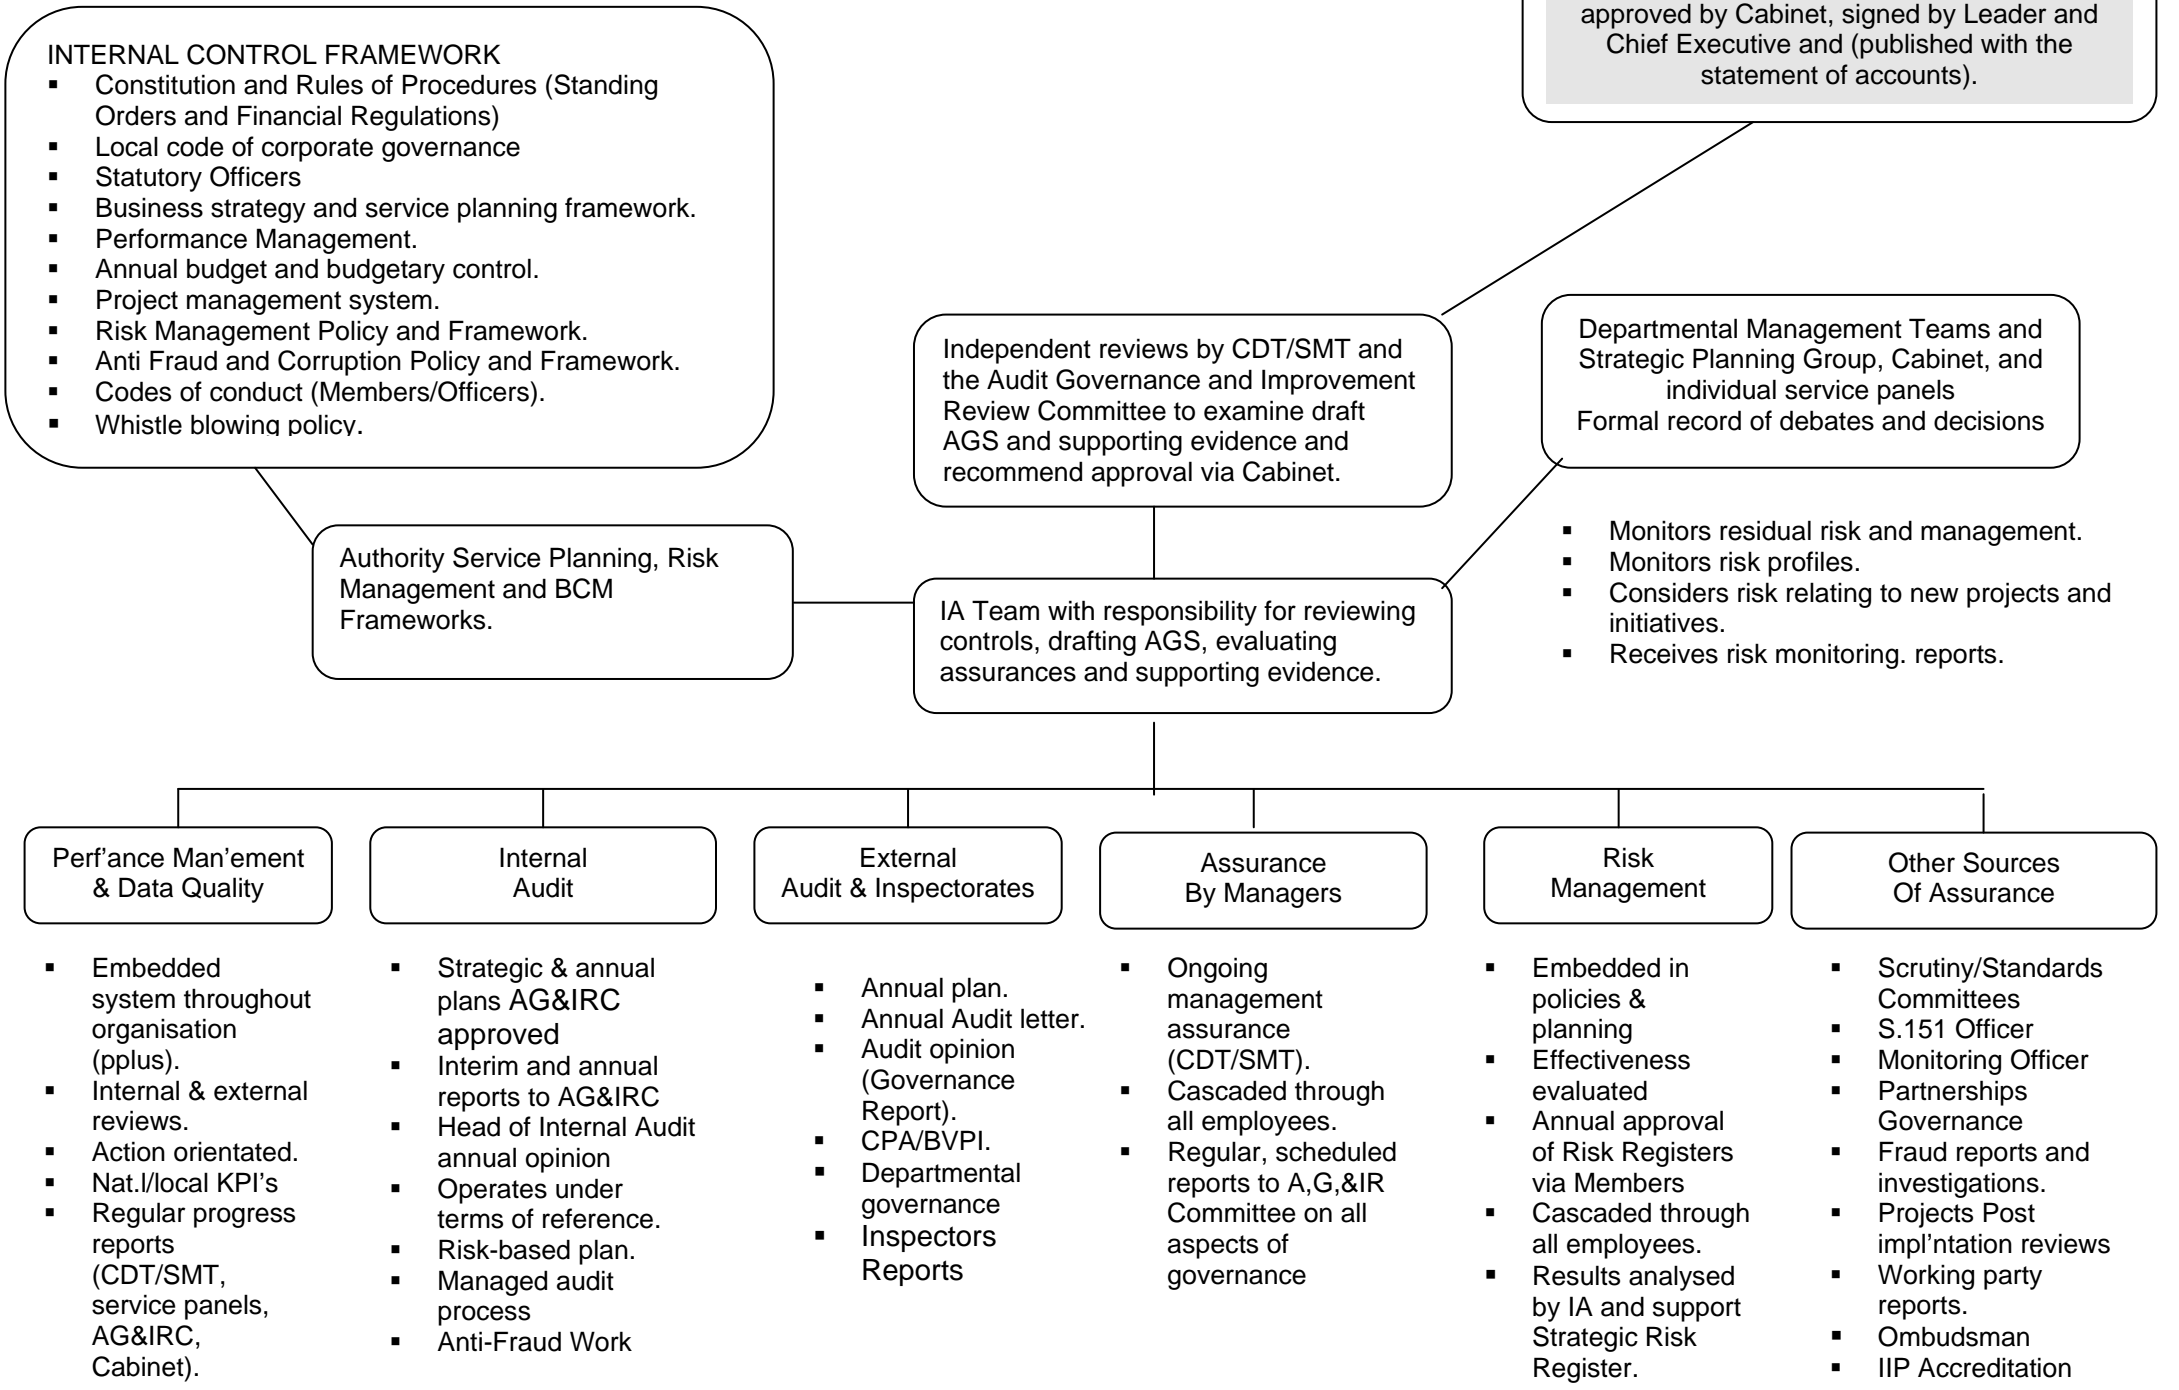 approved by Cabinet, signed by Leader and
Chief Executive and (published with the
statement of accounts).
INTERNAL CONTROL FRAMEWORK
▪ Constitution and Rules of Procedures (Standing
Orders and Financial Regulations)
▪ Local code of corporate governance
▪ Statutory Officers
▪ Business strategy and service planning framework.
▪ Performance Management.
▪ Annual budget and budgetary control.
▪ Project management system.
▪ Risk Management Policy and Framework.
▪ Anti Fraud and Corruption Policy and Framework.
▪ Codes of conduct (Members/Officers).
▪ Whistle blowing policy.
Independent reviews by CDT/SMT and
the Audit Governance and Improvement
Review Committee to examine draft
AGS and supporting evidence and
recommend approval via Cabinet.
Departmental Management Teams and
Strategic Planning Group, Cabinet, and
individual service panels
Formal record of debates and decisions
▪ Monitors residual risk and management.
▪ Monitors risk profiles.
▪ Considers risk relating to new projects and
initiatives.
▪ Receives risk monitoring. reports.
Authority Service Planning, Risk
Management and BCM
Frameworks.
IA Team with responsibility for reviewing
controls, drafting AGS, evaluating
assurances and supporting evidence.
Perf’ance Man’ement
& Data Quality
▪ Embedded
system throughout
organisation
(pplus).
▪ Internal & external
reviews.
▪ Action orientated.
▪ Nat.l/local KPI’s
▪ Regular progress
reports
(CDT/SMT,
service panels,
AG&IRC,
Cabinet).
Internal
Audit
▪ Strategic & annual
plans AG&IRC
approved
▪ Interim and annual
reports to AG&IRC
▪ Head of Internal Audit
annual opinion
▪ Operates under
terms of reference.
▪ Risk-based plan.
▪ Managed audit
process
▪ Anti-Fraud Work
External
Audit & Inspectorates
▪ Annual plan.
▪ Annual Audit letter.
▪ Audit opinion
(Governance
Report).
▪ CPA/BVPI.
▪ Departmental
governance
▪ Inspectors
Reports
Assurance
By Managers
▪ Ongoing
management
assurance
(CDT/SMT).
▪ Cascaded through
all employees.
▪ Regular, scheduled
reports to A,G,&IR
Committee on all
aspects of
governance
Risk
Management
▪ Embedded in
policies &
planning
▪ Effectiveness
evaluated
▪ Annual approval
of Risk Registers
via Members
▪ Cascaded through
all employees.
▪ Results analysed
by IA and support
Strategic Risk
Register.
Other Sources
Of Assurance
▪ Scrutiny/Standards
Committees
▪ S.151 Officer
▪ Monitoring Officer
▪ Partnerships
Governance
▪ Fraud reports and
investigations.
▪ Projects Post
impl’ntation reviews
▪ Working party
reports.
▪ Ombudsman
▪ IIP Accreditation